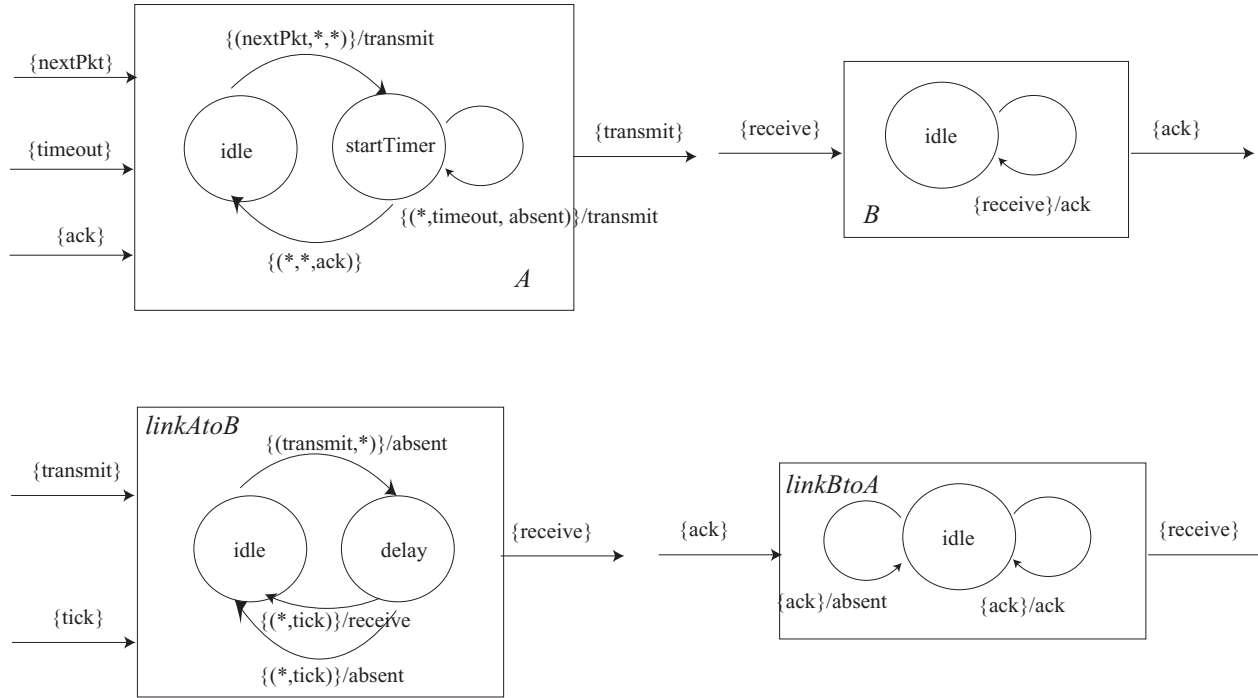 {(nextPkt,*,*)}/transmit
{nextPkt}
{timeout}
{ack}
idle
startTimer
{(*,timeout, absent)}/transmit
{(*,*,ack)}
A
{transmit}
{receive}
idle
{receive}/ack
B
{ack}
linkAtoB
{(transmit,*)}/absent
{transmit}
{tick}
idle
delay
{(*,tick)}/receive
{(*,tick)}/absent
{receive}
linkBtoA
{ack}
idle
{ack}/absent
{ack}/ack
{receive}